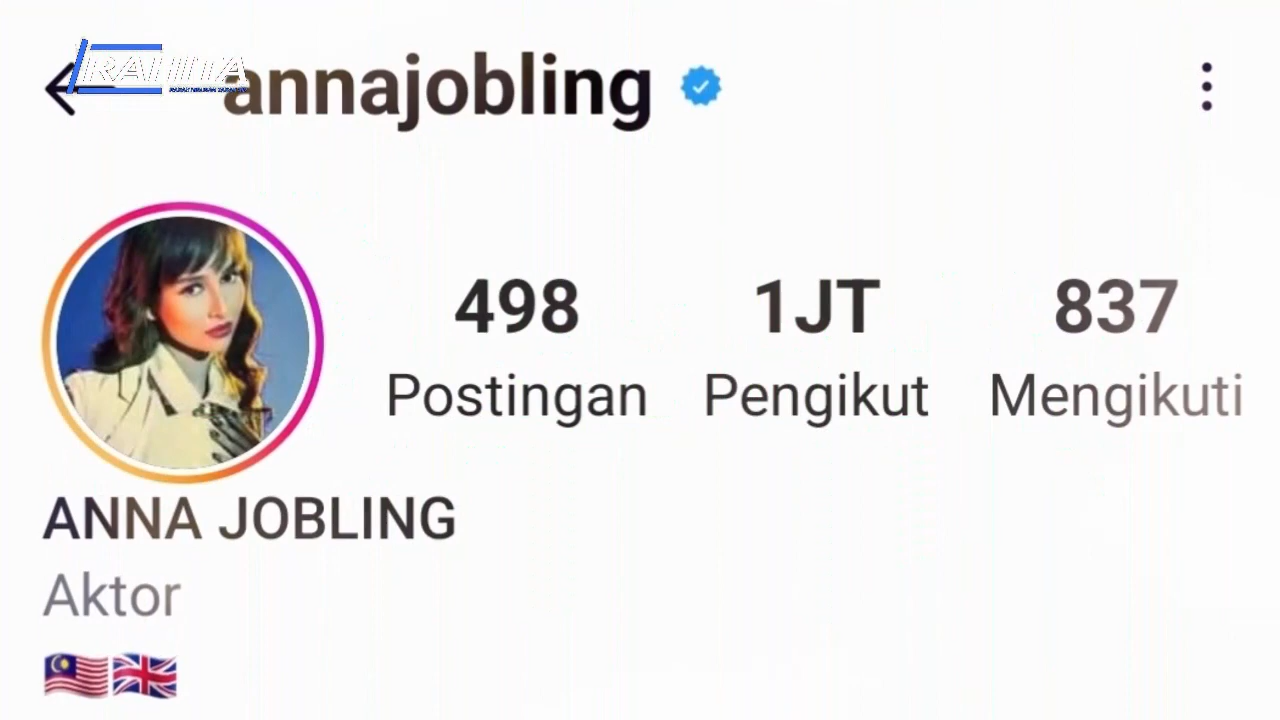 annajobling
498 1JT 837
Postingan Pengikut Mengikuti
ANNA JOBLING
Aktor